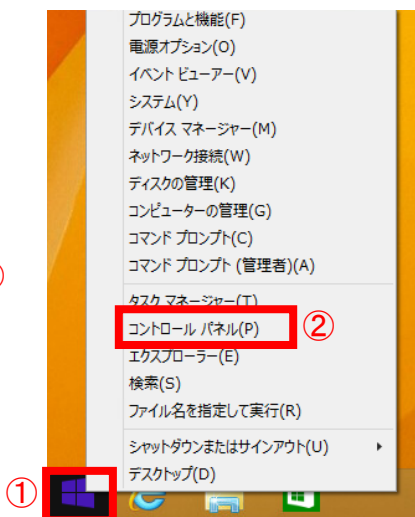 プログラムと機能(F)
電源オプション(O)
イベント ビューアー(V)
システム(Y)
デバイス マネージャー(M)
ネットワーク接続(W)
ディスクの管理(K)
コンピューターの管理(G)
コマンド プロンプト(C)
コマンド プロンプト (管理者)(A)
タスク マネージャー(T)
コントロール パネル(P) ②
エクスプローラー(E)
検索(S)
ファイル名を指定して実行(R)
シャットダウンまたはサインアウト(U)
デスクトップ(D)
①